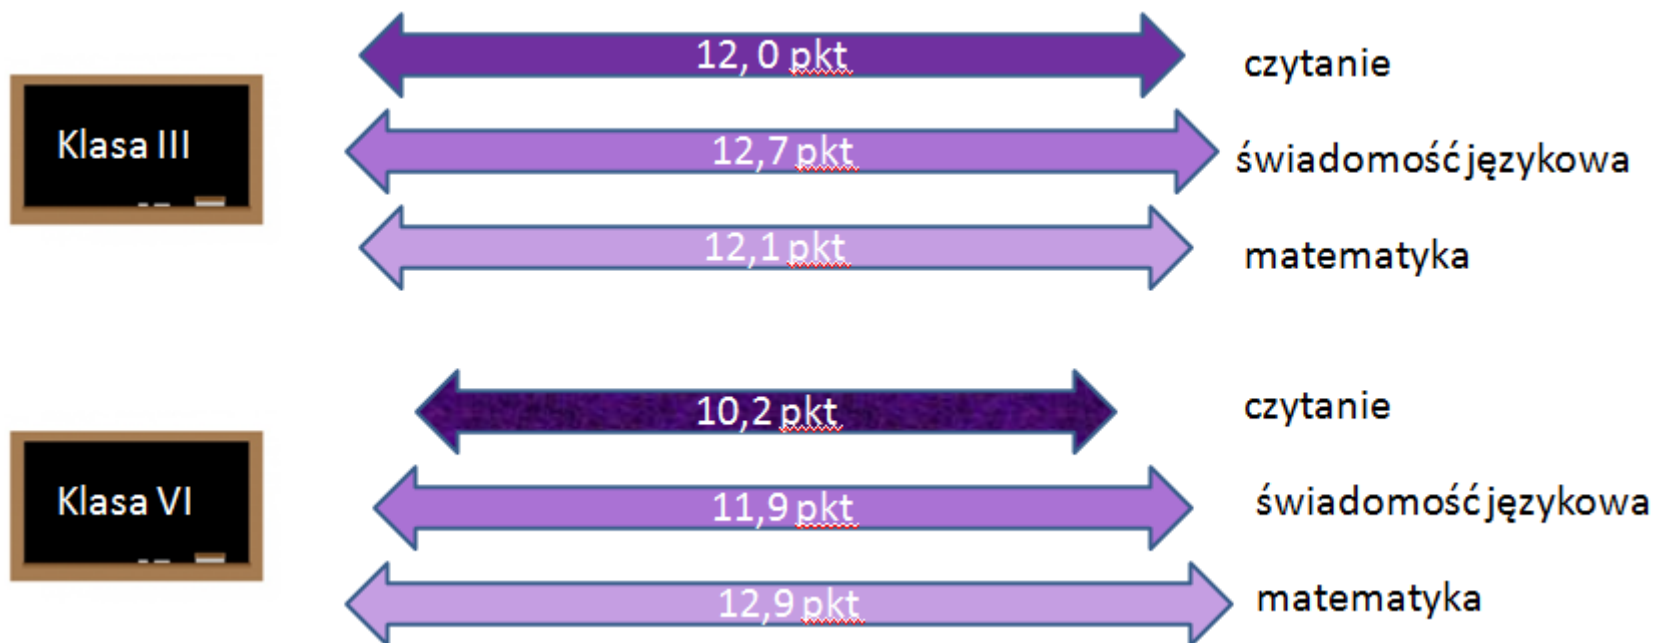 12, 0 pkt
czytanie
Klasa III
12,7 pkt
świadomość językowa
12,1 pkt
matematyka
10,2 pkt
czytanie
Klasa VI
11,9 pkt
świadomość językowa
12,9 pkt
matematyka